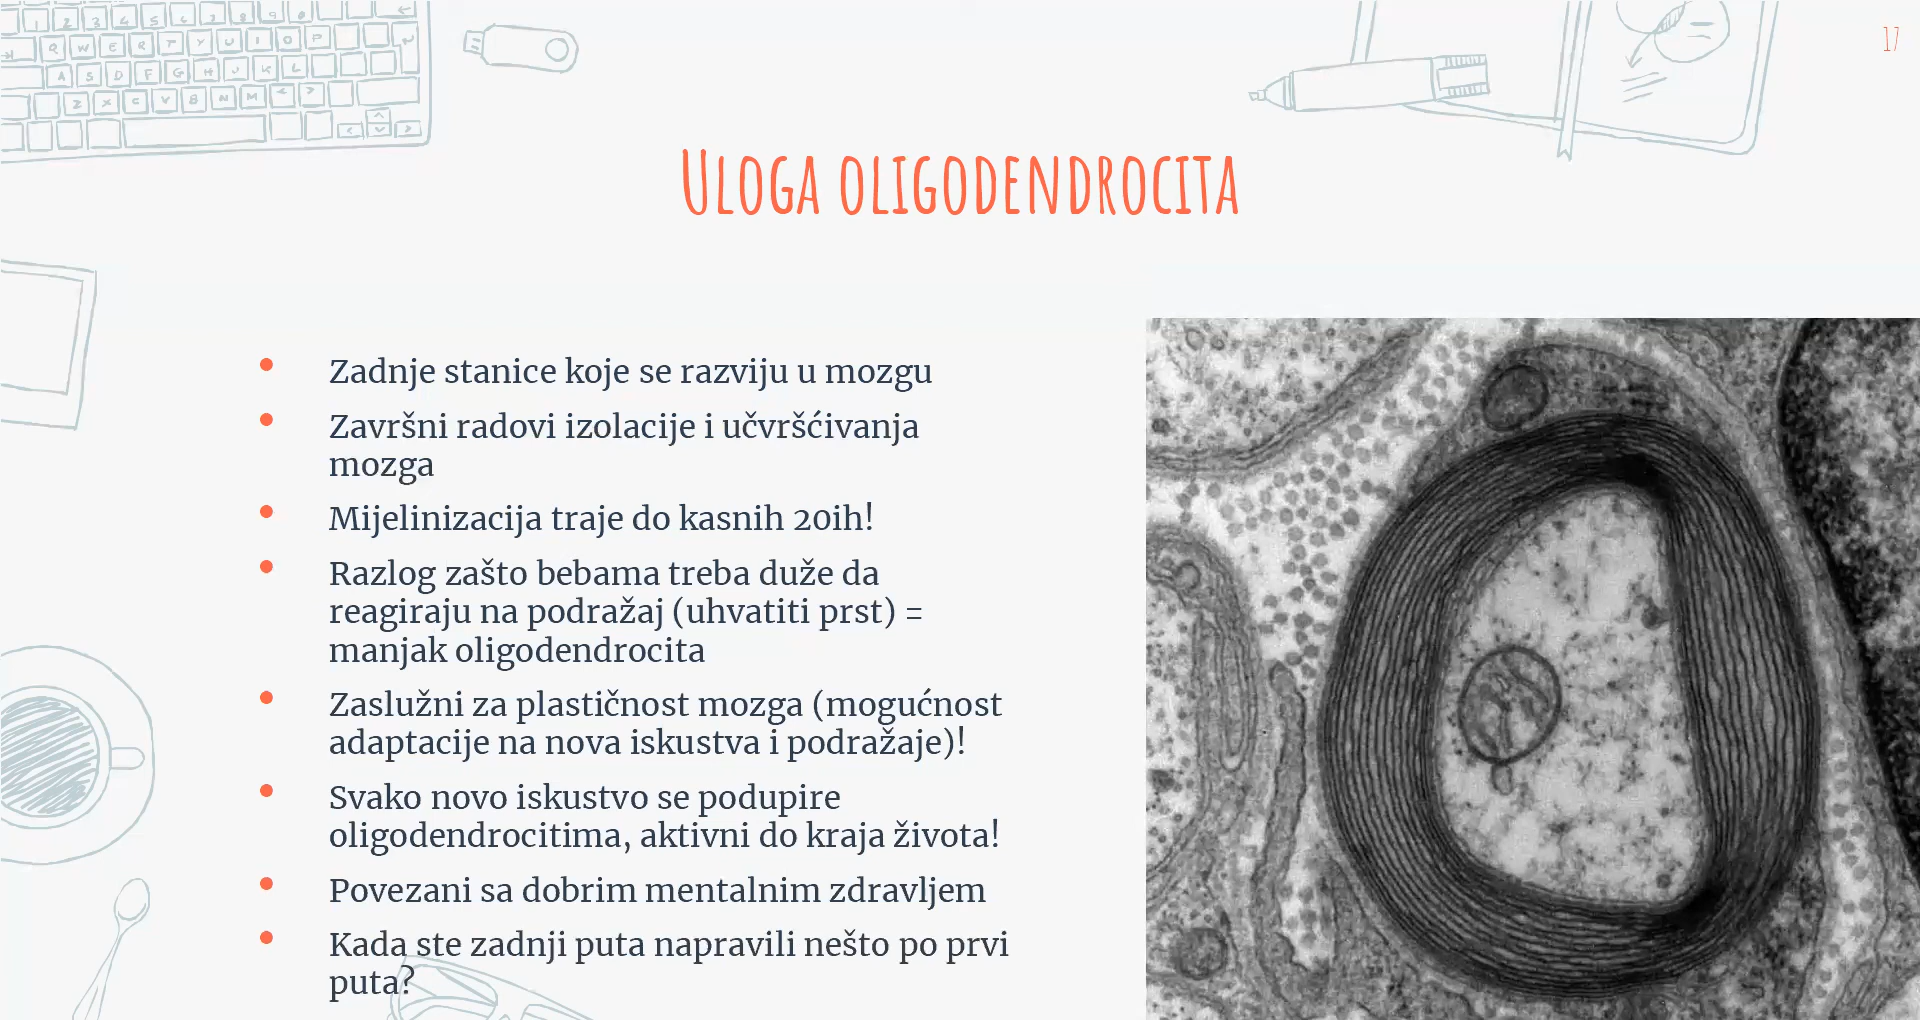 17
Uloga oligodendrocita
Zadnje stanice koje se razviju u mozgu
Završni radovi izolacije i učvršćivanja
mozga
Mijelinizacija traje do kasnih 20ih!
Razlog zašto bebama treba duže da
reagiraju na podražaj (uhvatiti prst) =
manjak oligodendrocita
Zaslužni za plastičnost mozga (mogućnost
adaptacije na nova iskustva i podražaje)!
Svako novo iskustvo se podupire
oligodendrocitima, aktivni do kraja života!
Povezani sa dobrim mentalnim zdravljem
Kada ste zadnji puta napravili nešto po prvi
puta?